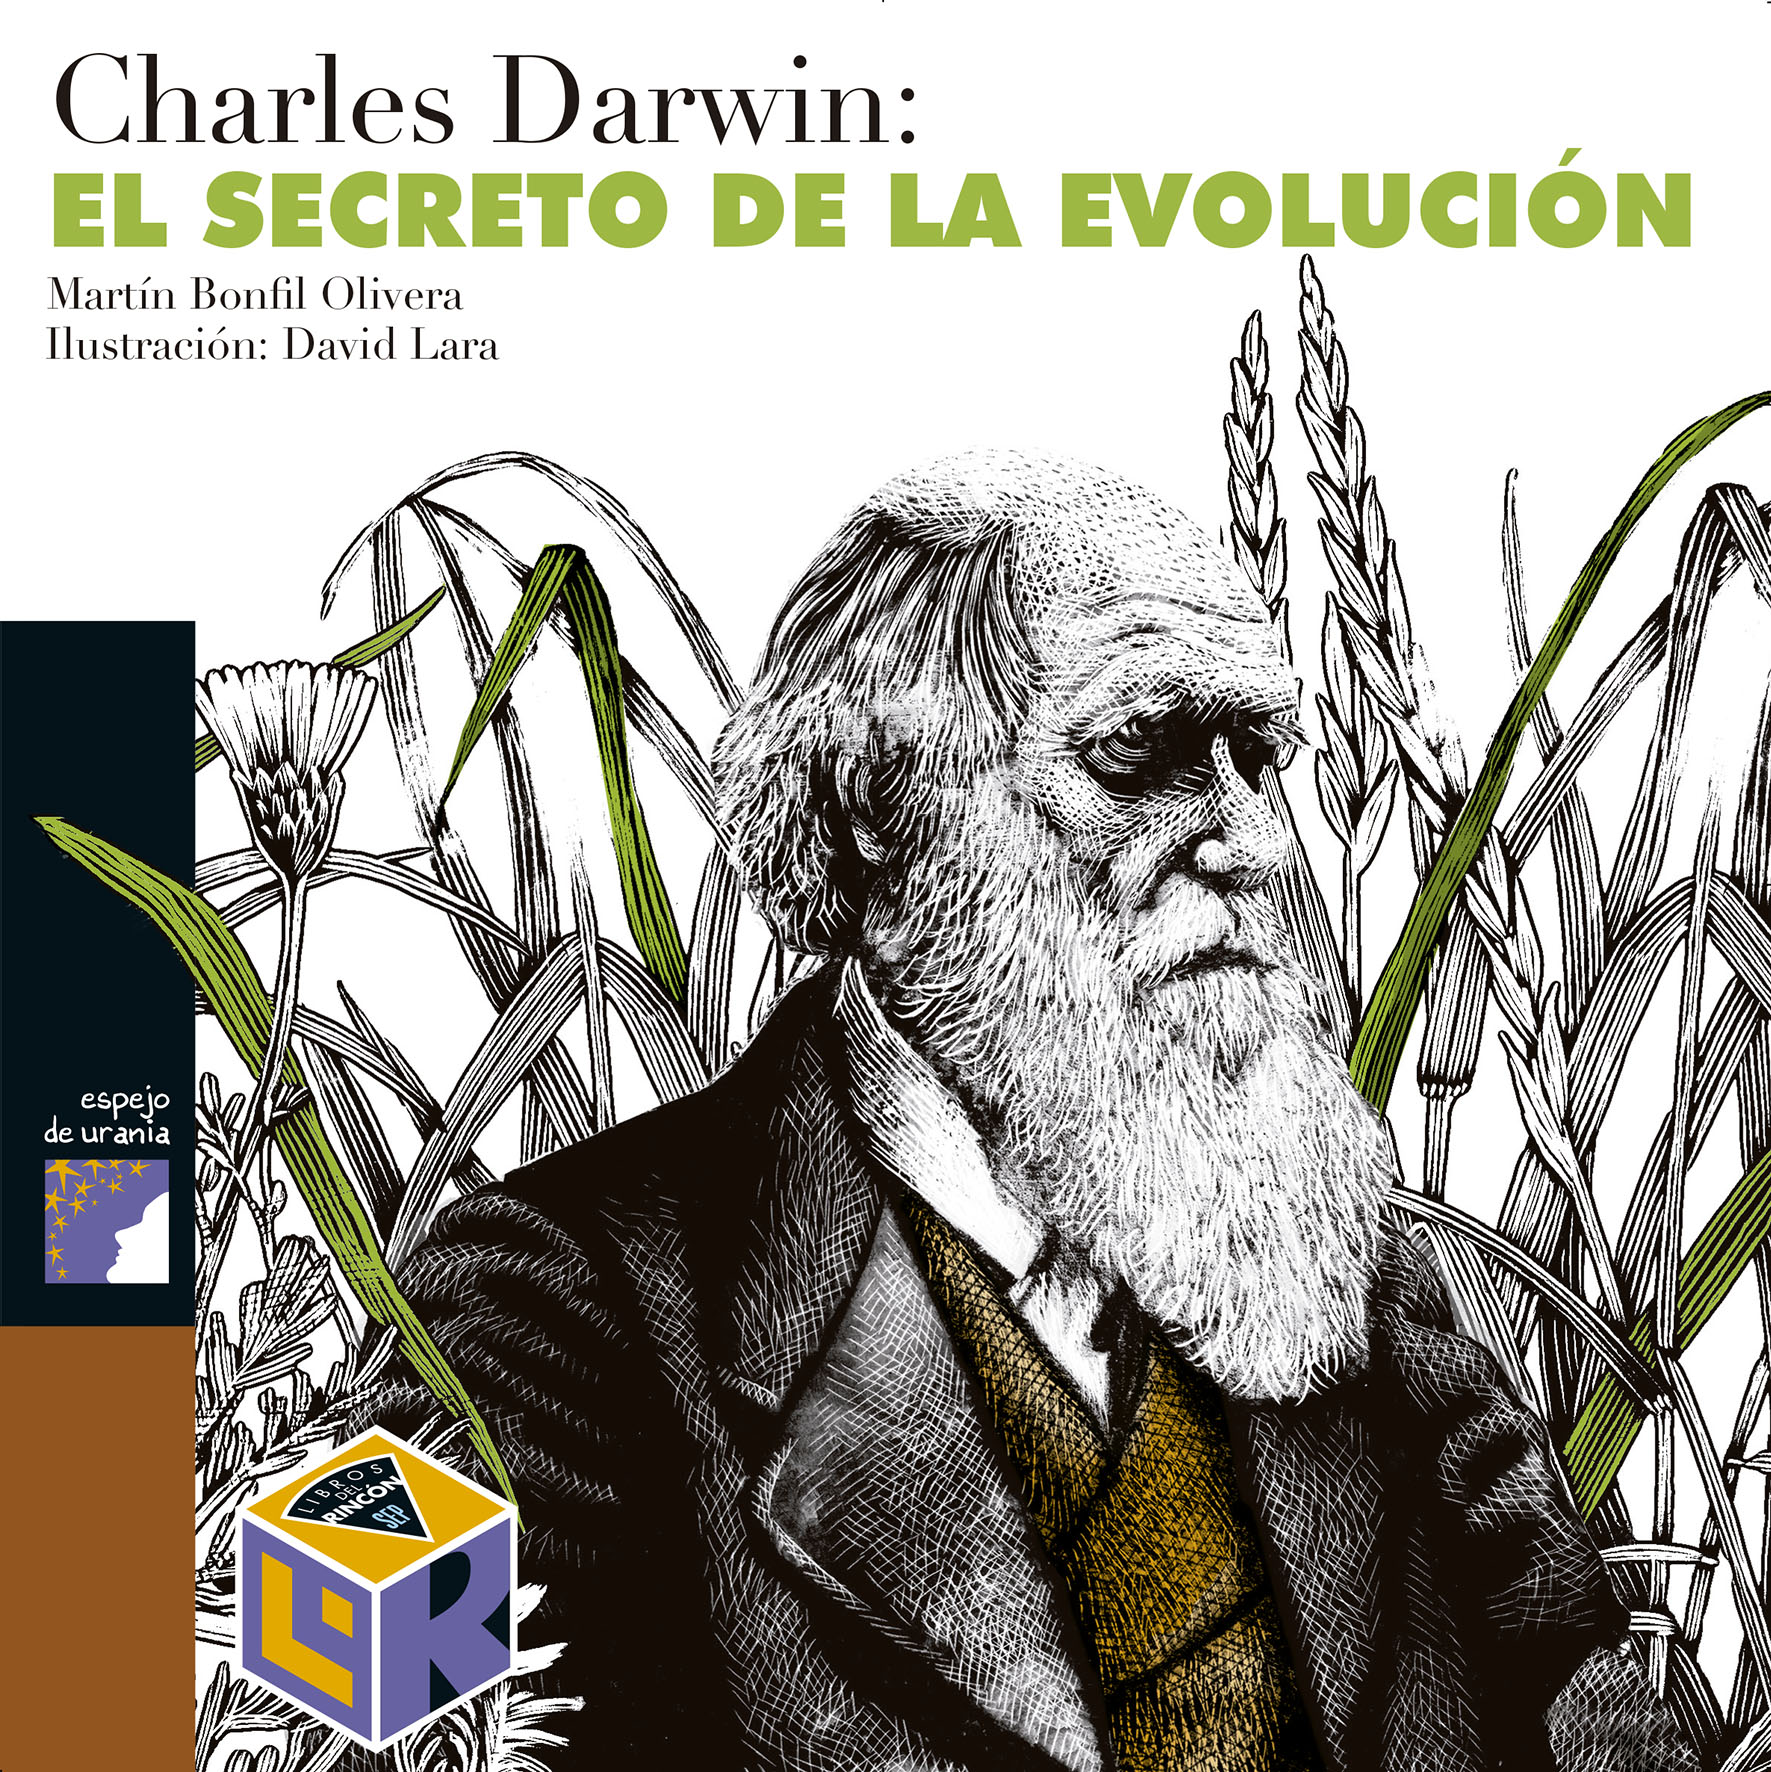 Charles Darwin:
EL SECRETO DE LA EVOLUCIÓN
Martín Bonfil Olivera
Ilustración: David Lara
espejo
de urania
LIBROS
DEL
RINCÓN
SEP
LR